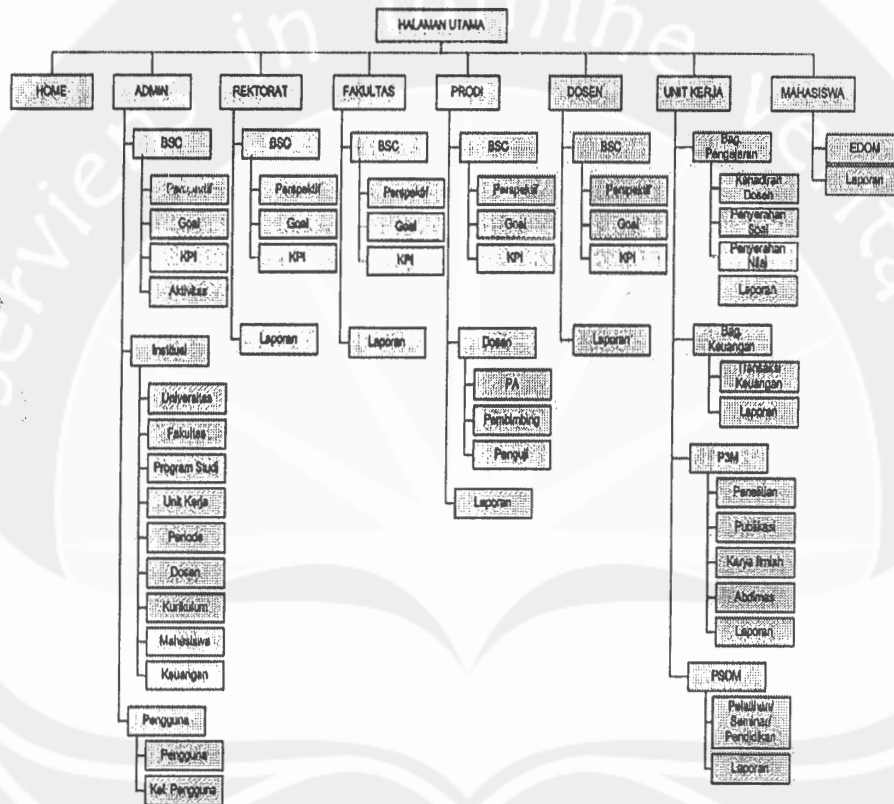 HALAMAN UTAMA
HOME
ADMIN
REKTORAT
FAKULTAS
PRODI
DOSEN
UNIT KERJA
MAHASISWA
BSC
Perspektif
Goal
KPI
Aktivitas
Institusi
Universitas
Fakultas
Program Studi
Unit Kerja
Periode
Dosen
Kurikulum
Mahasiswa
Keuangan
Pengguna
Pengguna
Kel. Pengguna
BSC
Perspektif
Goal
KPI
Laporan
BSC
Perspektif
Goal
KPI
Laporan
BSC
Perspektif
Goal
KPI
Dosen
PA
Pembimbing
Penguji
Laporan
BSC
Perspektif
Goal
KPI
Laporan
Bag.
Pengajaran
Kehadiran
Dosen
Penyerahan
Soal
Penyerahan
Nilai
Laporan
Bag.
Keuangan
Transaksi
Keuangan
Laporan
P3M
Penelitian
Publikasi
Karya Ilmiah
Abdimas
Laporan
PSDM
Pelatihan/
Seminar/
Pendidikan
Laporan
EDOM
Laporan